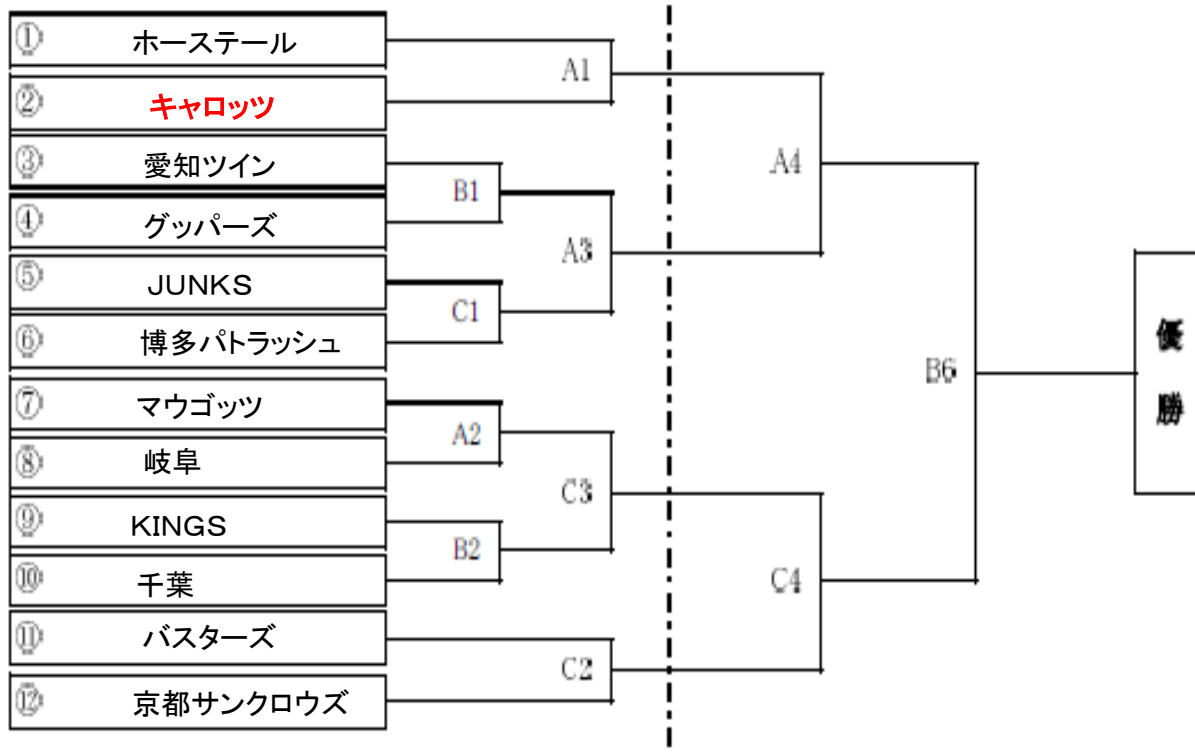 ① ホーステール
② キャロッツ
③ 愛知ツイン
④ グッパーズ
⑤ JUNKS
⑥ 博多パトラッシュ
⑦ マウゴッツ
⑧ 岐阜
⑨ KINGS
⑩ 千葉
⑪ バスターズ
⑫ 京都サンクロウズ
A1
B1
A3
C1
A2
C3
B2
C2
A4
C4
B6
優勝